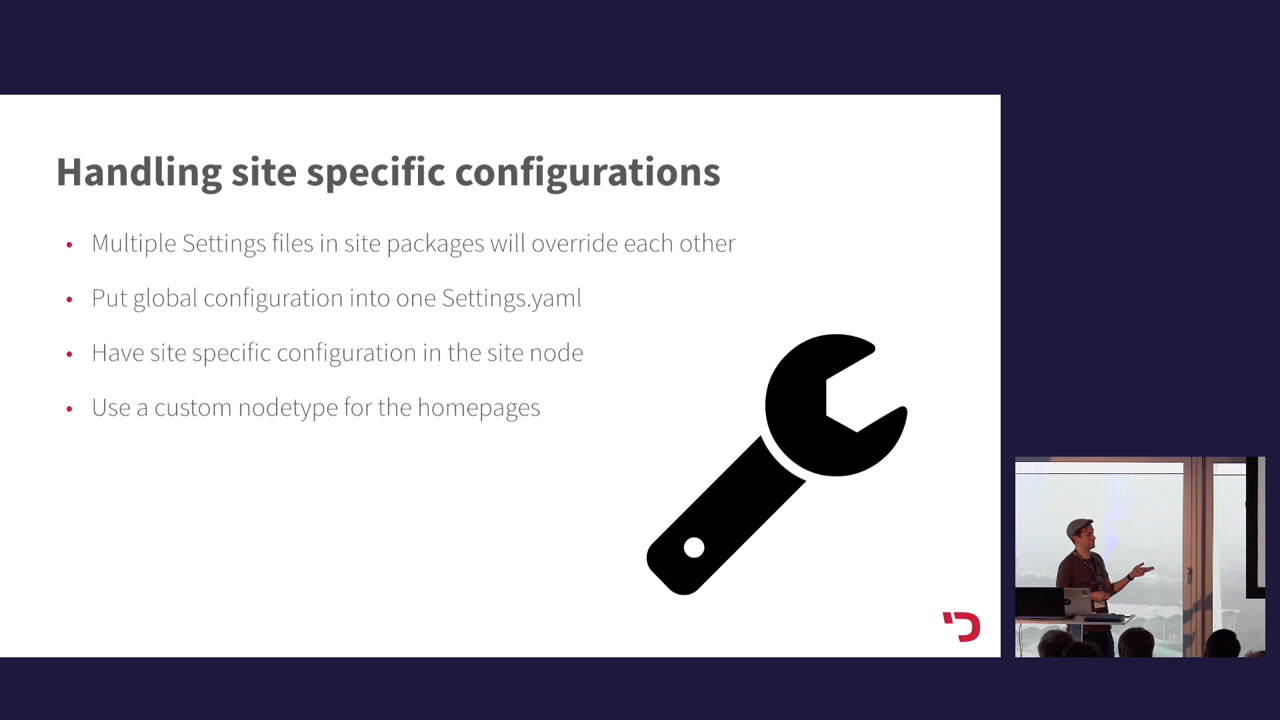 Handling site specific configurations
• Multiple Settings files in site packages will override each other
• Put global configuration into one Settings.yaml
• Have site specific configuration in the site node
• Use a custom nodetype for the homepages